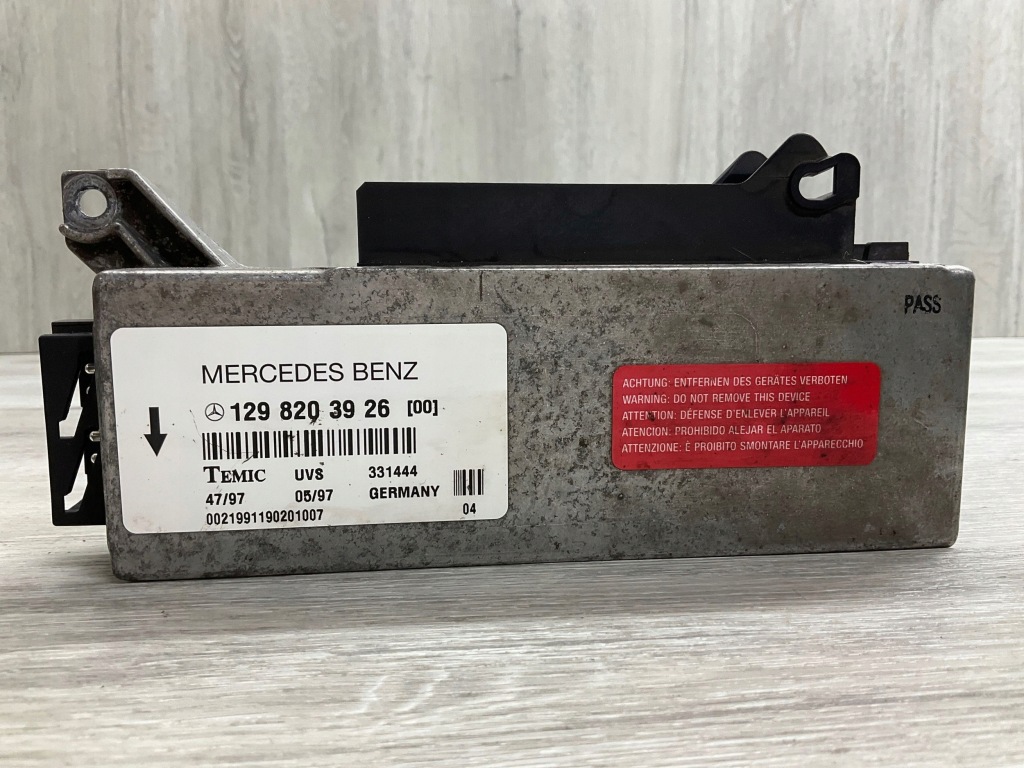 PASS
MERCEDES BENZ
129 820 39 26 [00]
TEMIC UVS 331444
47/97 05/97 GERMANY
0021991190201007 04
ACHTUNG: ENTFERNEN DES GERÄTES VERBOTEN
WARNING: DO NOT REMOVE THIS DEVICE
ATTENTION: DÉFENSE D'ENLEVER L'APPAREIL
ATENCION: PROHIBIDO ALEJAR EL APARATO
ATTENZIONE: É PROIBITO SMONTARE L'APPARECCHIO